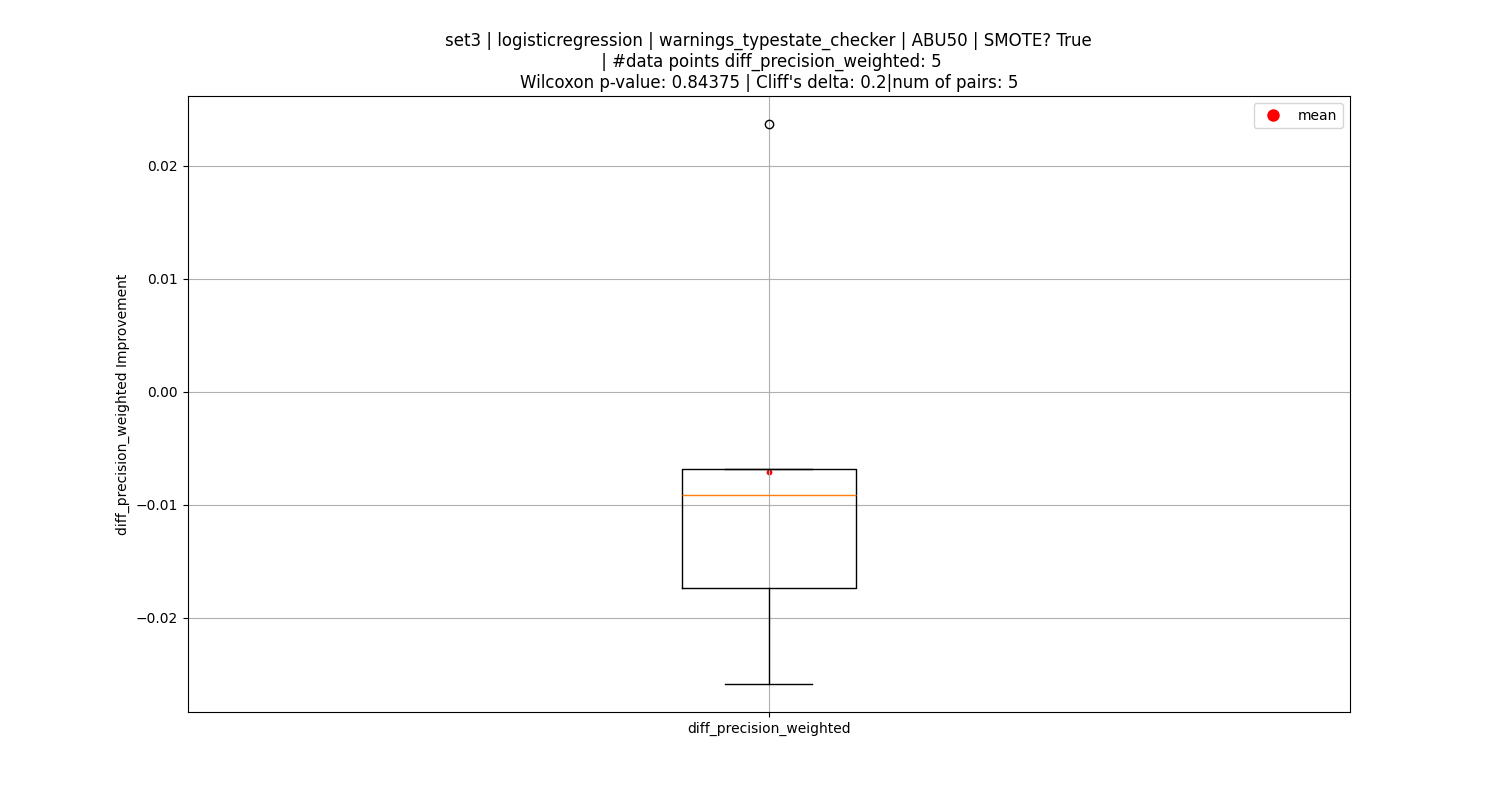 set3 | logisticregression | warnings_typestate_checker | ABU50 | SMOTE? True
| #data points diff_precision_weighted: 5
Wilcoxon p-value: 0.84375 | Cliff's delta: 0.2|num of pairs: 5
mean
0.02
0.01
0.00
−0.01
−0.02
diff_precision_weighted Improvement
diff_precision_weighted